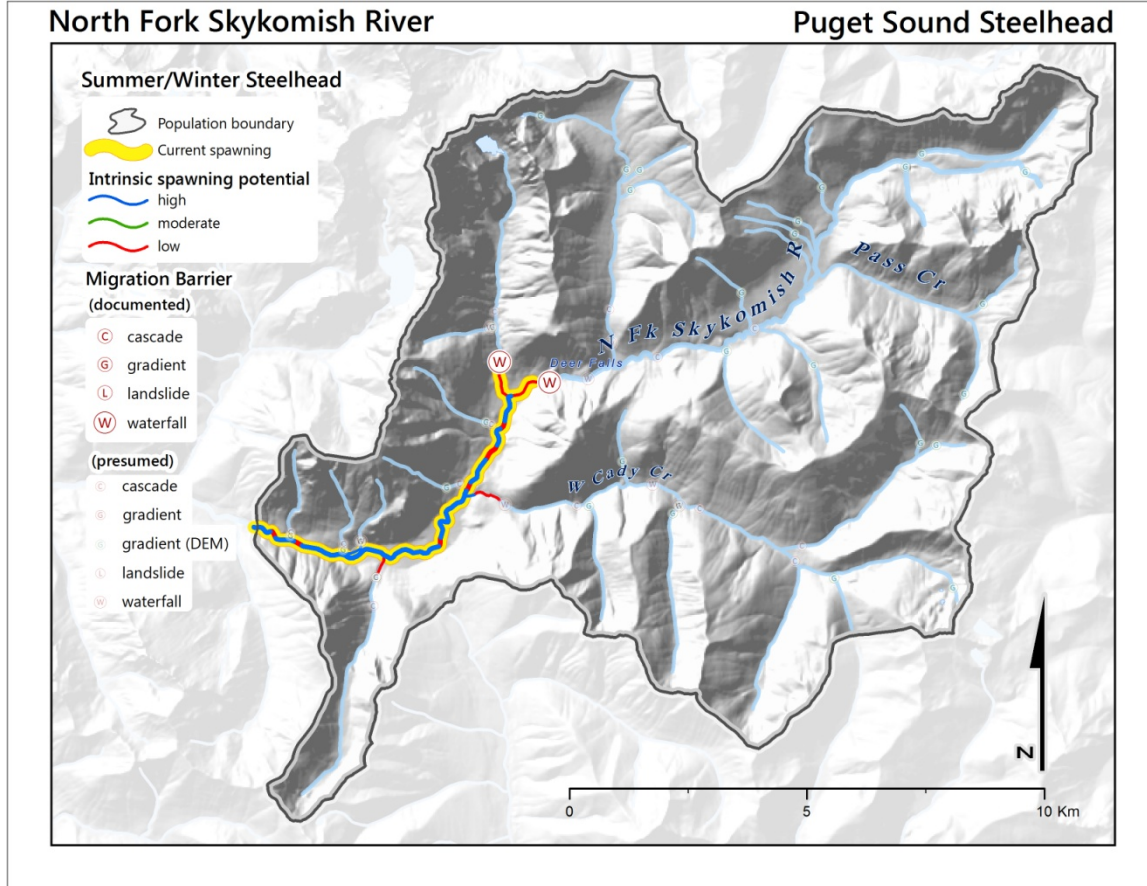 North Fork Skykomish River
Puget Sound Steelhead
Summer/Winter Steelhead
Population boundary
Current spawning
Intrinsic spawning potential
high
moderate
low
Migration Barrier
(documented)
C cascade
G gradient
L landslide
W waterfall
(presumed)
C cascade
G gradient
G gradient (DEM)
L landslide
W waterfall
Pass Cr
N Fk Skykomish R
Deer Falls
W
W
W Cady Cr
N
0 5 10 Km